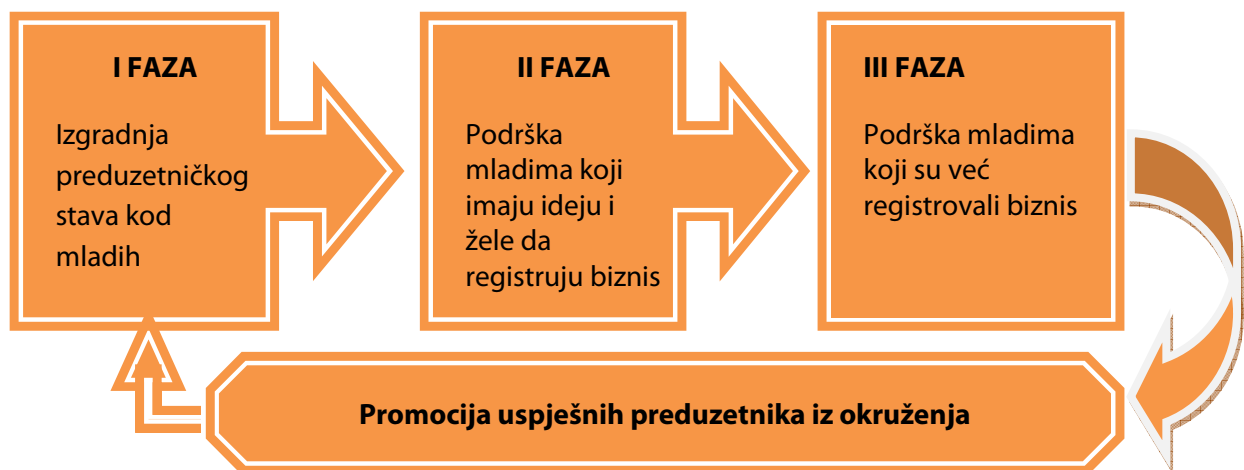 I FAZA
Izgradnja
preduzetničkog
stava kod
mladih
II FAZA
Podrška
mladima koji
imaju ideju i
žele da
registruju biznis
III FAZA
Podrška mladima
koji su već
registrovali biznis
Promocija uspješnih preduzetnika iz okruženja